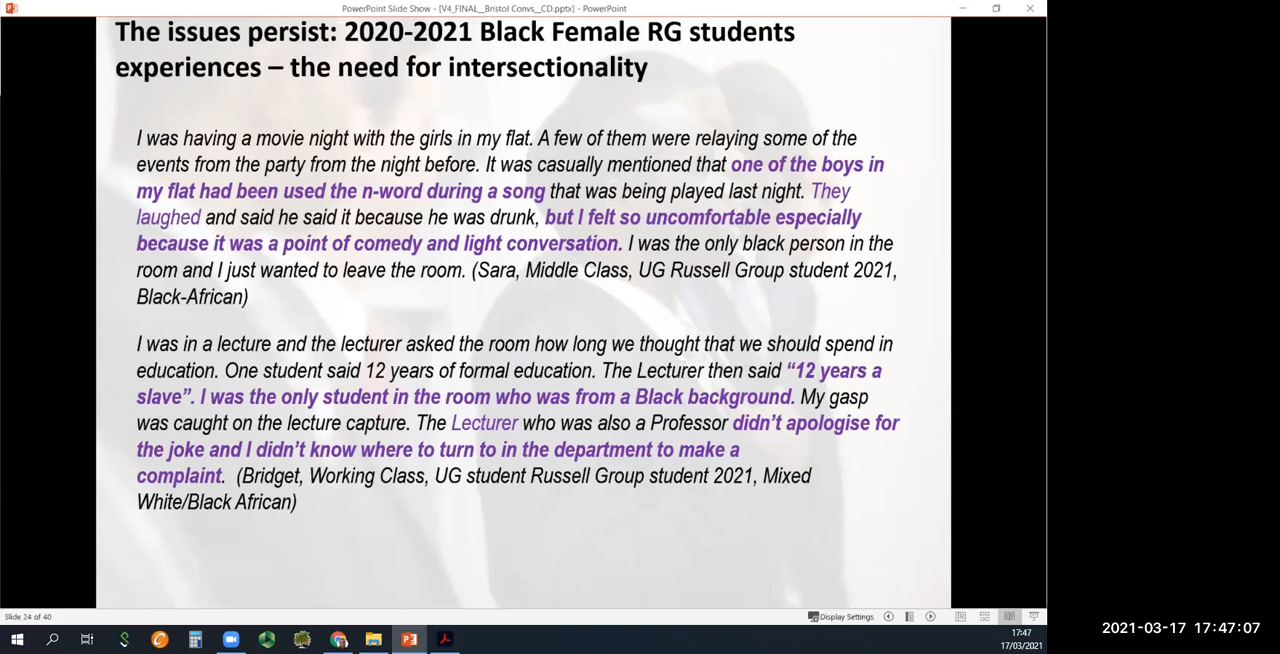 PowerPoint Slide Show - [V4_FINAL__Bristol Convs__CD.pptx] - PowerPoint
The issues persist: 2020-2021 Black Female RG students
experiences – the need for intersectionality
I was having a movie night with the girls in my flat. A few of them were relaying some of the
events from the party from the night before. It was casually mentioned that one of the boys in
my flat had been used the n-word during a song that was being played last night. They
laughed and said he said it because he was drunk, but I felt so uncomfortable especially
because it was a point of comedy and light conversation. I was the only black person in the
room and I just wanted to leave the room. (Sara, Middle Class, UG Russell Group student 2021,
Black-African)
I was in a lecture and the lecturer asked the room how long we thought that we should spend in
education. One student said 12 years of formal education. The Lecturer then said “12 years a
slave”. I was the only student in the room who was from a Black background. My gasp
was caught on the lecture capture. The Lecturer who was also a Professor didn’t apologise for
the joke and I didn’t know where to turn to in the department to make a
complaint. (Bridget, Working Class, UG student Russell Group student 2021, Mixed
White/Black African)
Slide 24 of 40
Display Settings
17:47
17/03/2021
2021-03-17 17:47:07